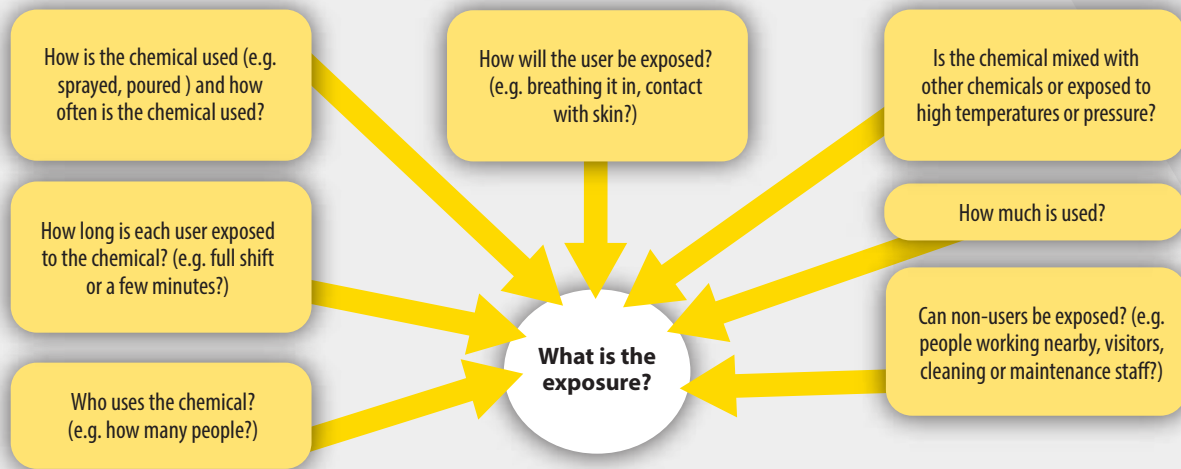 How is the chemical used (e.g.
sprayed, poured ) and how
often is the chemical used?
How will the user be exposed?
(e.g. breathing it in, contact
with skin?)
Is the chemical mixed with
other chemicals or exposed to
high temperatures or pressure?
How long is each user exposed
to the chemical? (e.g. full shift
or a few minutes?)
How much is used?
Who uses the chemical?
(e.g. how many people?)
What is the
exposure?
Can non-users be exposed? (e.g.
people working nearby, visitors,
cleaning or maintenance staff?)